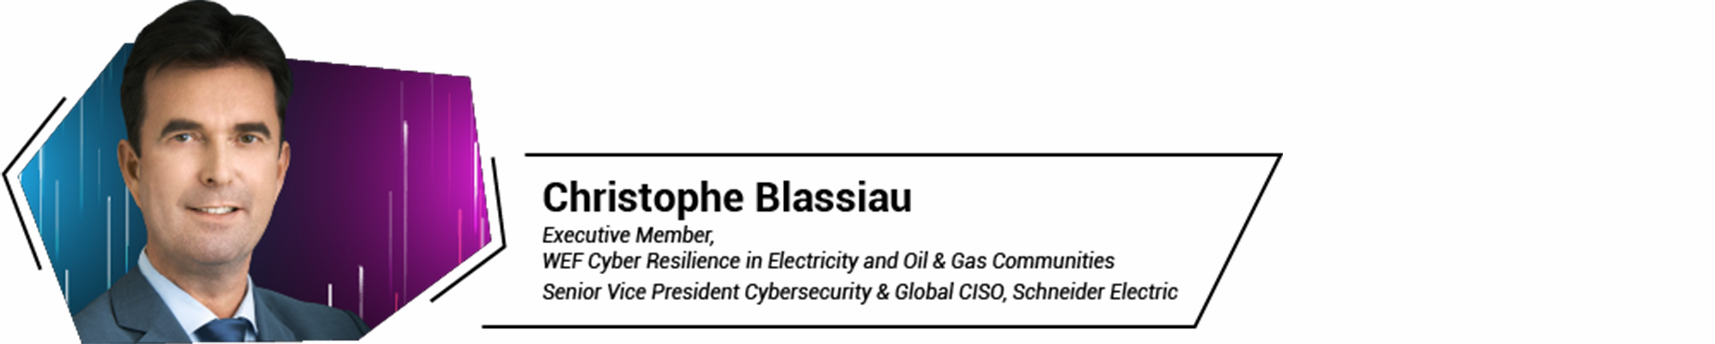 Christophe Blassiau
Executive Member,
WEF Cyber Resilience in Electricity and Oil & Gas Communities
Senior Vice President Cybersecurity & Global CISO, Schneider Electric